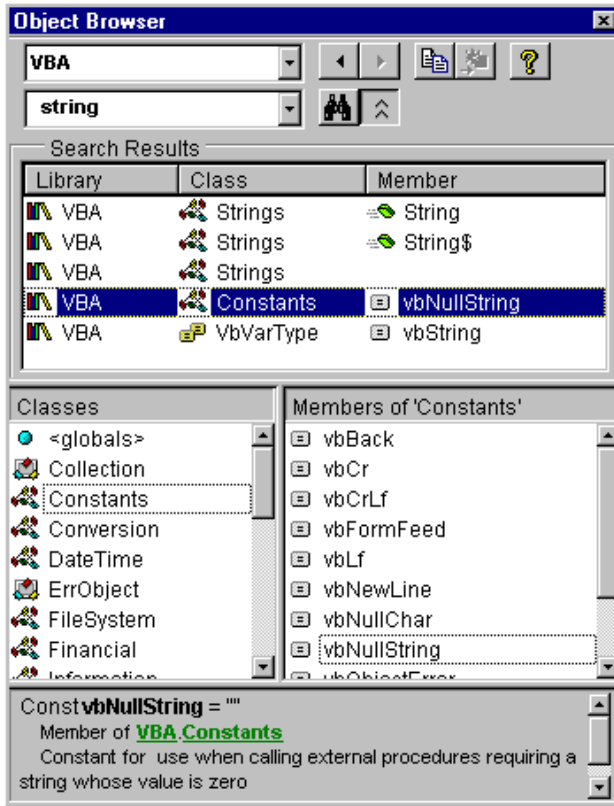 Object Browser
VBA
string
Search Results
Library Class Member
VBA Strings String
VBA Strings String$
VBA Strings
VBA Constants vbNullString
VBA VbVarType vbString
Classes
<globals>
Collection
Constants
Conversion
DateTime
ErrObject
FileSystem
Financial
Information
Members of 'Constants'
vbBack
vbCr
vbCrLf
vbFormFeed
vbLf
vbNewLine
vbNullChar
vbNullString
vbObjectError
Const vbNullString = ""
Member of VBA.Constants
Constant for use when calling external procedures requiring a
string whose value is zero